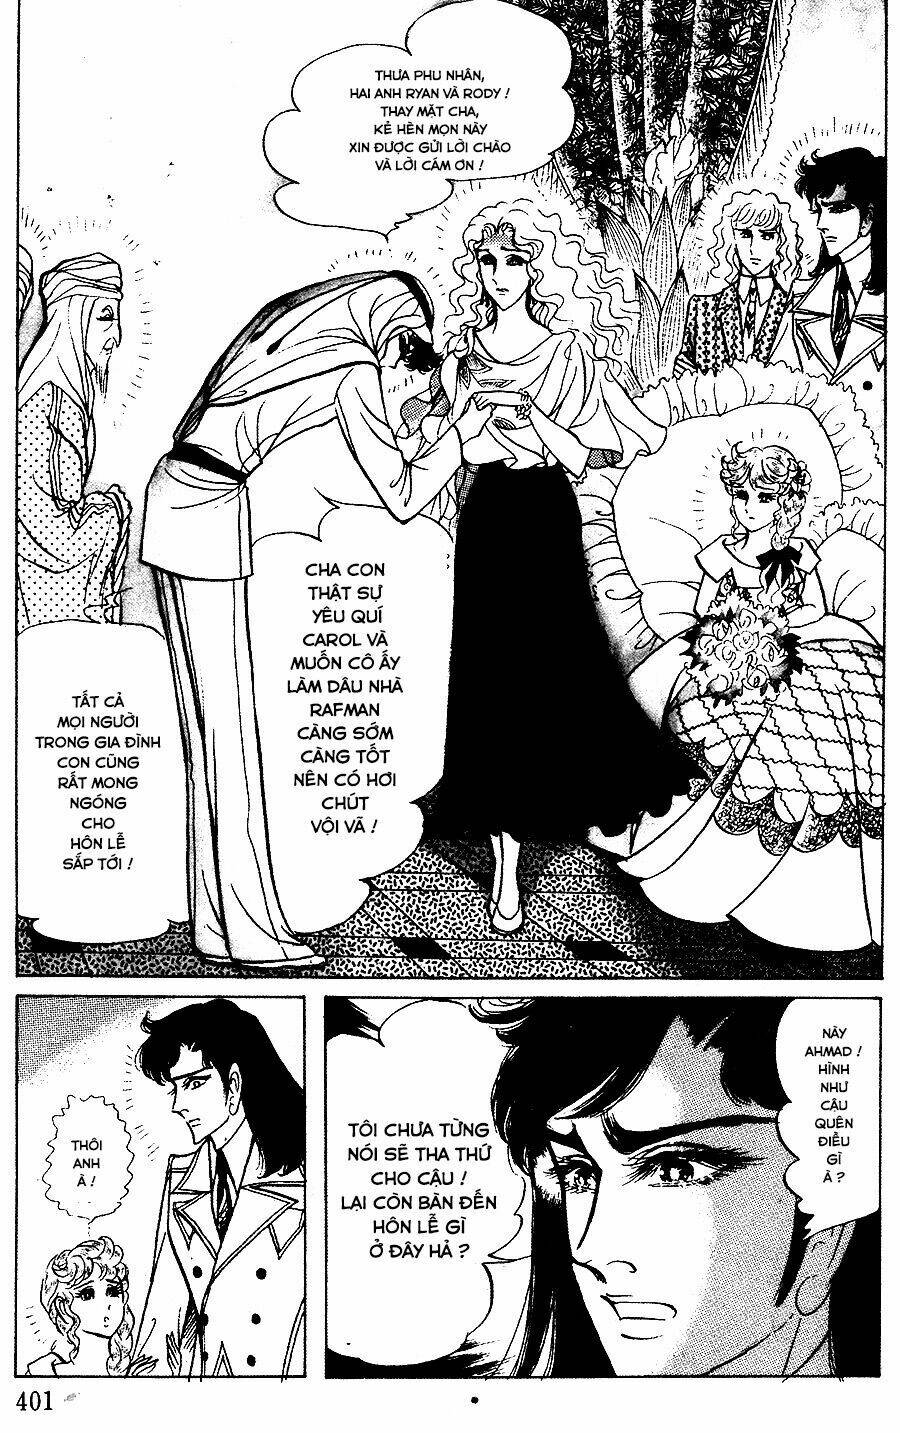 THƯA PHU NHÂN,
HAI ANH RYAN VÀ RODY !
THAY MẶT CHA,
KẺ HÈN MỌN NÀY
XIN ĐƯỢC GỬI LỜI CHÀO
VÀ LỜI CÁM ƠN !
CHA CON
THẬT SỰ
YÊU QUÍ
CAROL VÀ
MUỐN CÔ ẤY
LÀM DÂU NHÀ
RAFMAN
CÀNG SỚM
CÀNG TỐT
NÊN CÓ HƠI
CHÚT
VỘI VÃ !
TẤT CẢ
MỌI NGƯỜI
TRONG GIA ĐÌNH
CON CŨNG
RẤT MONG
NGÓNG
CHO
HÔN LỄ
SẮP TỚI !
THÔI
ANH
À !
NÀY
AHMAD !
HÌNH
NHƯ
CẬU
QUÊN
ĐIỀU
GÌ
À ?
TÔI CHƯA TỪNG
NÓI SẼ THA THỨ
CHO CẬU !
LẠI CÒN BÀN ĐẾN
HÔN LỄ GÌ
Ở ĐÂY HẢ ?
401